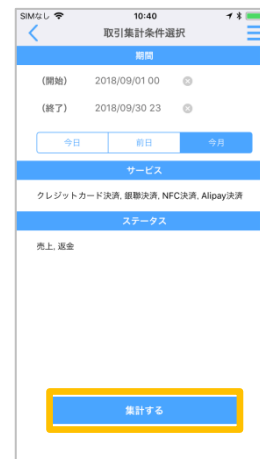 SIMなし 10:40
取引集計条件選択
期間
(開始) 2018/09/01 00
(終了) 2018/09/30 23
今日 前日 今月
サービス
クレジットカード決済, 銀聯決済, NFC決済, Alipay決済
ステータス
売上, 返金
集計する